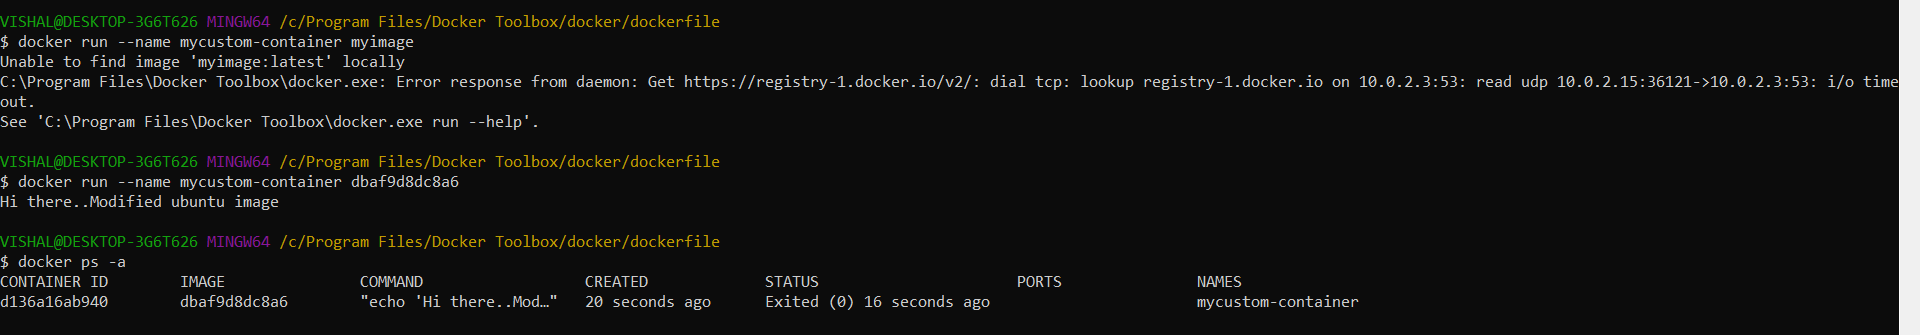 VISHAL@DESKTOP-3G6T626 MINGW64 /c/Program Files/Docker Toolbox/docker/dockerfile
$ docker run --name mycustom-container myimage
Unable to find image 'myimage:latest' locally
C:\Program Files\Docker Toolbox\docker.exe: Error response from daemon: Get https://registry-1.docker.io/v2/: dial tcp: lookup registry-1.docker.io on 10.0.2.3:53: read udp 10.0.2.15:36121->10.0.2.3:53: i/o time
out.
See 'C:\Program Files\Docker Toolbox\docker.exe run --help'.
VISHAL@DESKTOP-3G6T626 MINGW64 /c/Program Files/Docker Toolbox/docker/dockerfile
$ docker run --name mycustom-container dbaf9d8dc8a6
Hi there..Modified ubuntu image
VISHAL@DESKTOP-3G6T626 MINGW64 /c/Program Files/Docker Toolbox/docker/dockerfile
$ docker ps -a
CONTAINER ID        IMAGE               COMMAND                  CREATED             STATUS                      PORTS               NAMES
d136a16ab940        dbaf9d8dc8a6        "echo 'Hi there..Mod…"   20 seconds ago      Exited (0) 16 seconds ago                       mycustom-container